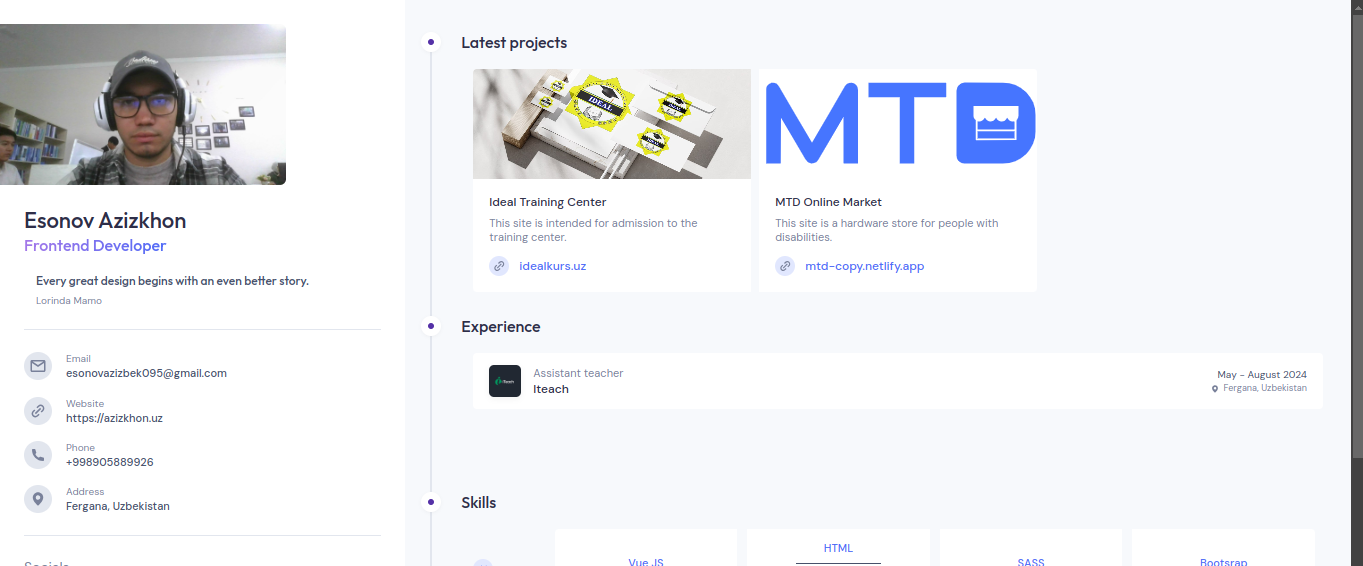 Esonov Azizkhon
Frontend Developer
Every great design begins with an even better story.
Lorinda Mamo
Email
esonovazizbek095@gmail.com
Website
https://azizkhon.uz
Phone
+998905889926
Address
Fergana, Uzbekistan
Socials
Latest projects
IDEAL
IDEAL
MTD
Ideal Training Center
This site is intended for admission to the
training center.
idealkurs.uz
MTD Online Market
This site is a hardware store for people with
disabilities.
mtd-copy.netlify.app
Experience
iTeach
Assistant teacher
Iteach
May - August 2024
Fergana, Uzbekistan
Skills
Vue JS
HTML
SASS
Bootsrap